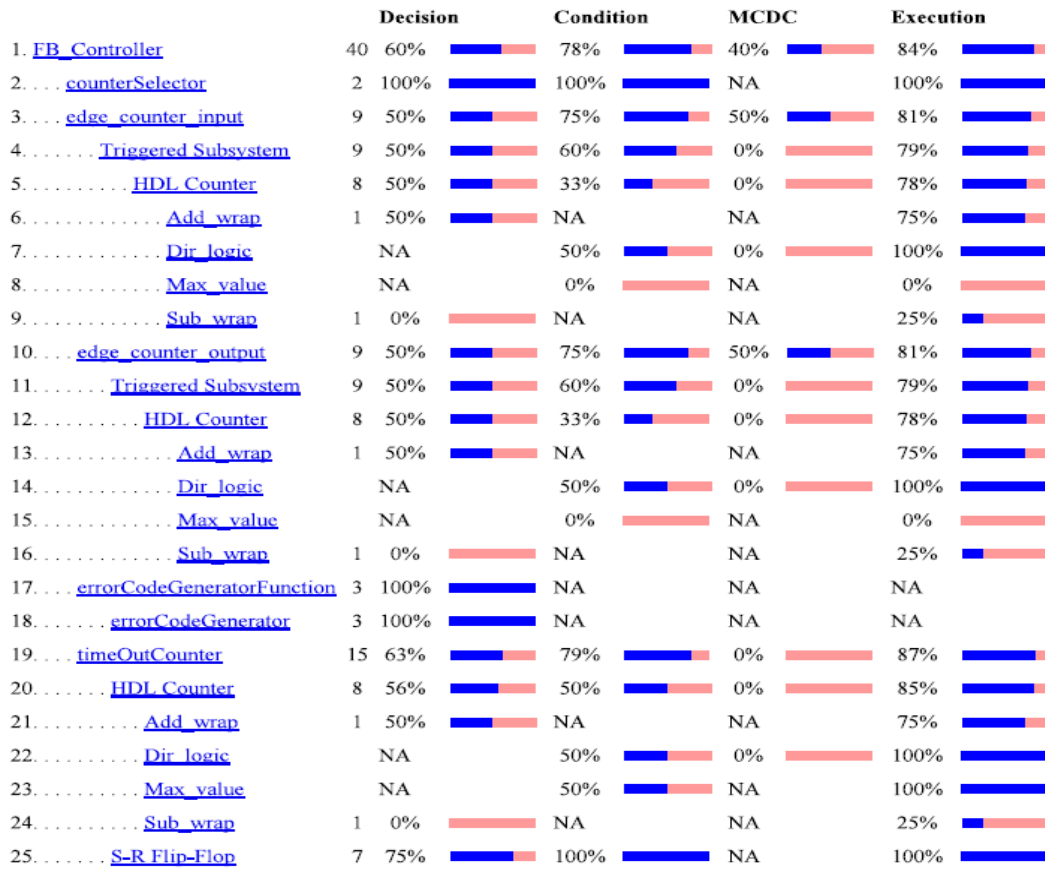 Decision Condition MCDC Execution
1. FB_Controller 40 60% 78% 40% 84%
2. . . . counterSelector 2 100% 100% NA 100%
3. . . . edge_counter_input 9 50% 75% 50% 81%
4. . . . . . . Triggered Subsystem 9 50% 60% 0% 79%
5. . . . . . . . . . HDL Counter 8 50% 33% 0% 78%
6. . . . . . . . . . . . . Add_wrap 1 50% NA NA 75%
7. . . . . . . . . . . . . Dir_logic NA 50% 0% 100%
8. . . . . . . . . . . . . Max_value NA 0% NA 0%
9. . . . . . . . . . . . . Sub_wrap 1 0% NA NA 25%
10. . . . edge_counter_output 9 50% 75% 50% 81%
11. . . . . . . Triggered Subsystem 9 50% 60% 0% 79%
12. . . . . . . . . . HDL Counter 8 50% 33% 0% 78%
13. . . . . . . . . . . . . Add_wrap 1 50% NA NA 75%
14. . . . . . . . . . . . . Dir_logic NA 50% 0% 100%
15. . . . . . . . . . . . . Max_value NA 0% NA 0%
16. . . . . . . . . . . . . Sub_wrap 1 0% NA NA 25%
17. . . . errorCodeGeneratorFunction 3 100% NA NA NA
18. . . . . . . errorCodeGenerator 3 100% NA NA NA
19. . . . timeOutCounter 15 63% 79% 0% 87%
20. . . . . . . HDL Counter 8 56% 50% 0% 85%
21. . . . . . . . . . Add_wrap 1 50% NA NA 75%
22. . . . . . . . . . Dir_logic NA 50% 0% 100%
23. . . . . . . . . . Max_value NA 50% NA 100%
24. . . . . . . . . . Sub_wrap 1 0% NA NA 25%
25. . . . . . . S-R Flip-Flop 7 75% 100% NA 100%